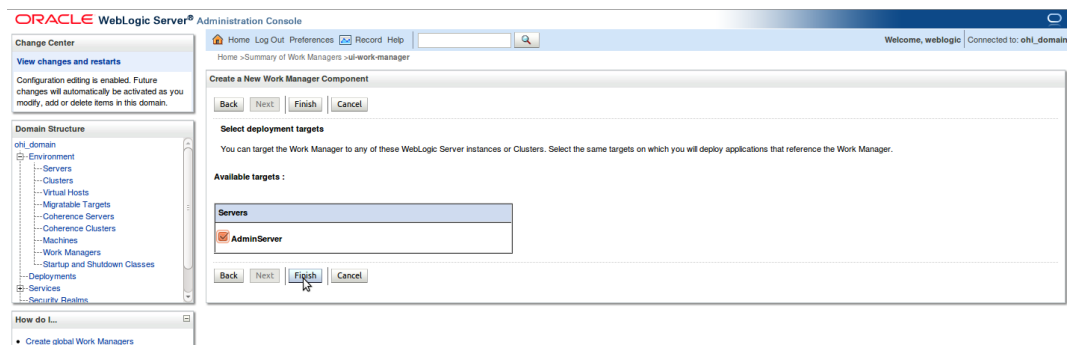 ORACLE WebLogic Server® Administration Console
Change Center
View changes and restarts
Configuration editing is enabled. Future
changes will automatically be activated as you
modify, add or delete items in this domain.
Domain Structure
ohi_domain
Environment
Servers
Clusters
Virtual Hosts
Migratable Targets
Coherence Servers
Coherence Clusters
Machines
Work Managers
Startup and Shutdown Classes
Deployments
Services
Security Realms
How do I...
Create global Work Managers
Home Log Out Preferences Record Help
Welcome, weblogic Connected to: ohi_domain
Home >Summary of Work Managers >ui-work-manager
Create a New Work Manager Component
Back Next Finish Cancel
Select deployment targets
You can target the Work Manager to any of these WebLogic Server instances or Clusters. Select the same targets on which you will deploy applications that reference the Work Manager.
Available targets :
Servers
AdminServer
Back Next Finish Cancel